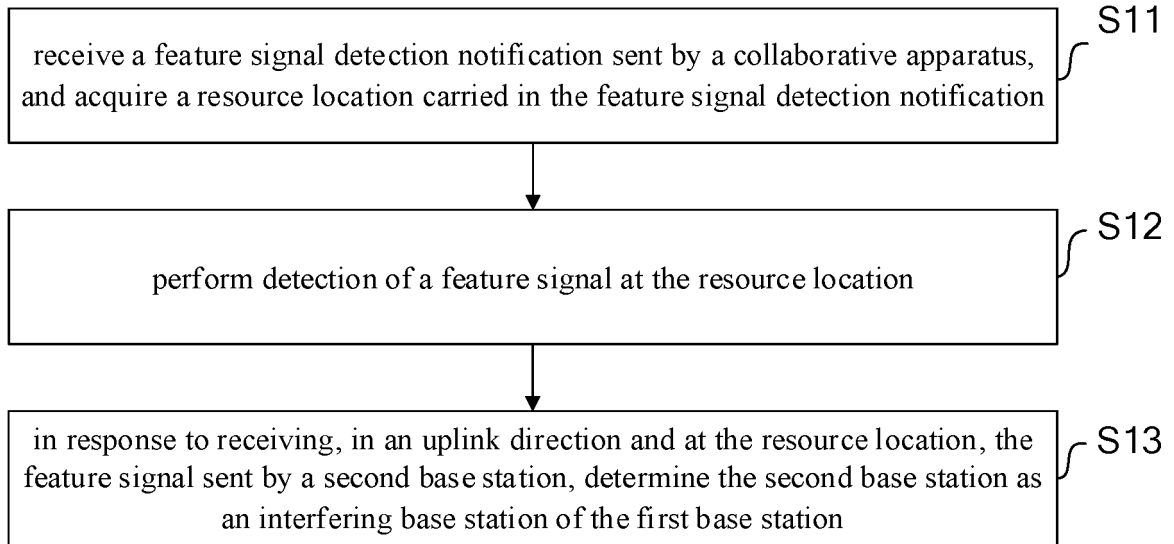 S11
receive a feature signal detection notification sent by a collaborative apparatus,
and acquire a resource location carried in the feature signal detection notification
S12
perform detection of a feature signal at the resource location
S13
in response to receiving, in an uplink direction and at the resource location, the
feature signal sent by a second base station, determine the second base station as
an interfering base station of the first base station